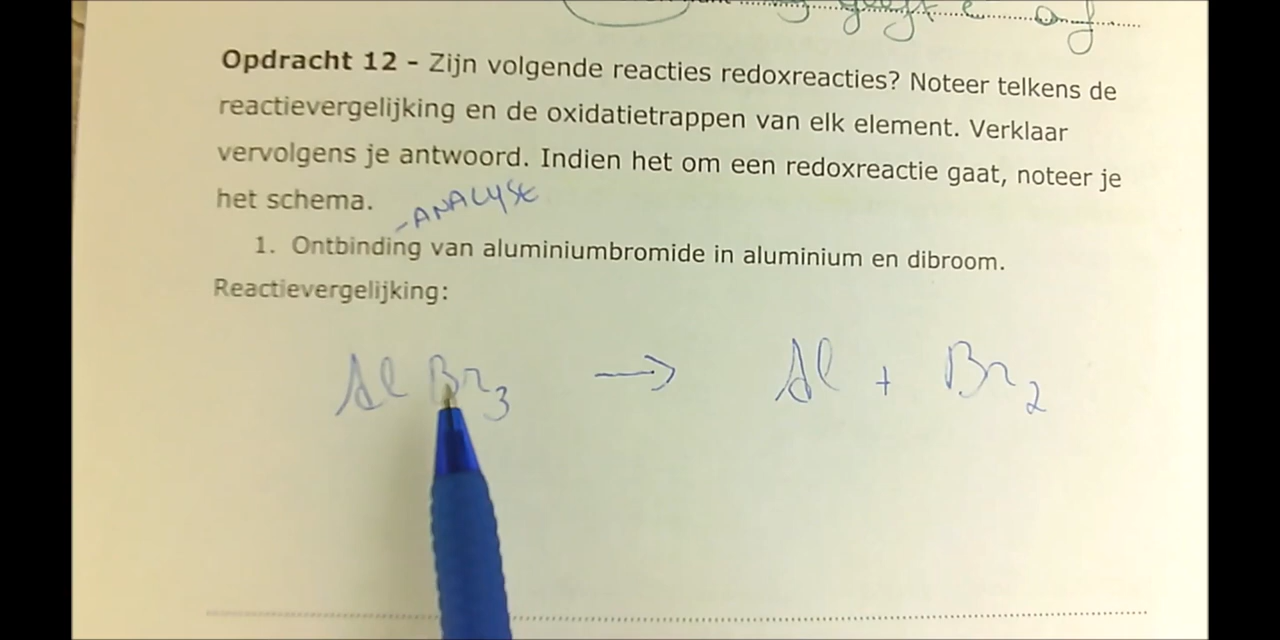 geeft e⁻ af
Opdracht 12 - Zijn volgende reacties redoxreacties? Noteer telkens de
reactievergelijking en de oxidatietrappen van elk element. Verklaar
vervolgens je antwoord. Indien het om een redoxreactie gaat, noteer je
het schema.
-ANALYSE
1. Ontbinding van aluminiumbromide in aluminium en dibroom.
Reactievergelijking:
AlBr₃ → Al + Br₂